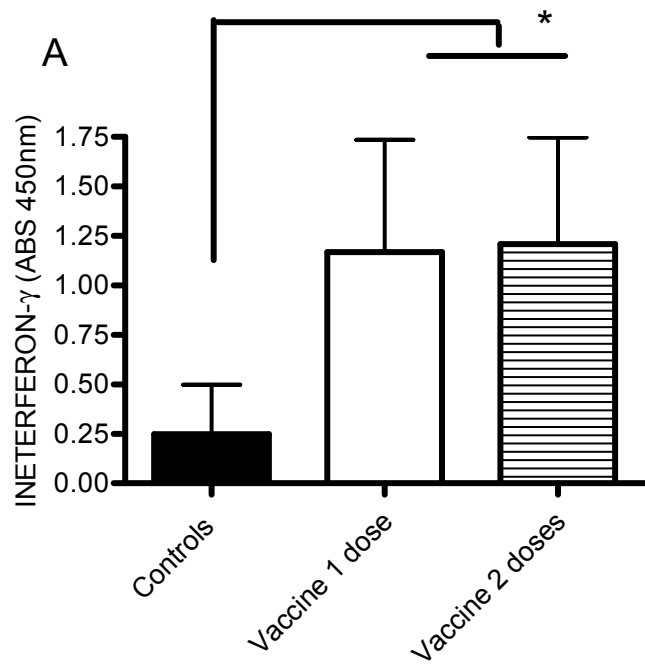 *
A
INETERFERON-γ (ABS 450nm)
1.75
1.50
1.25
1.00
0.75
0.50
0.25
0.00
Controls
Vaccine 1 dose
Vaccine 2 doses